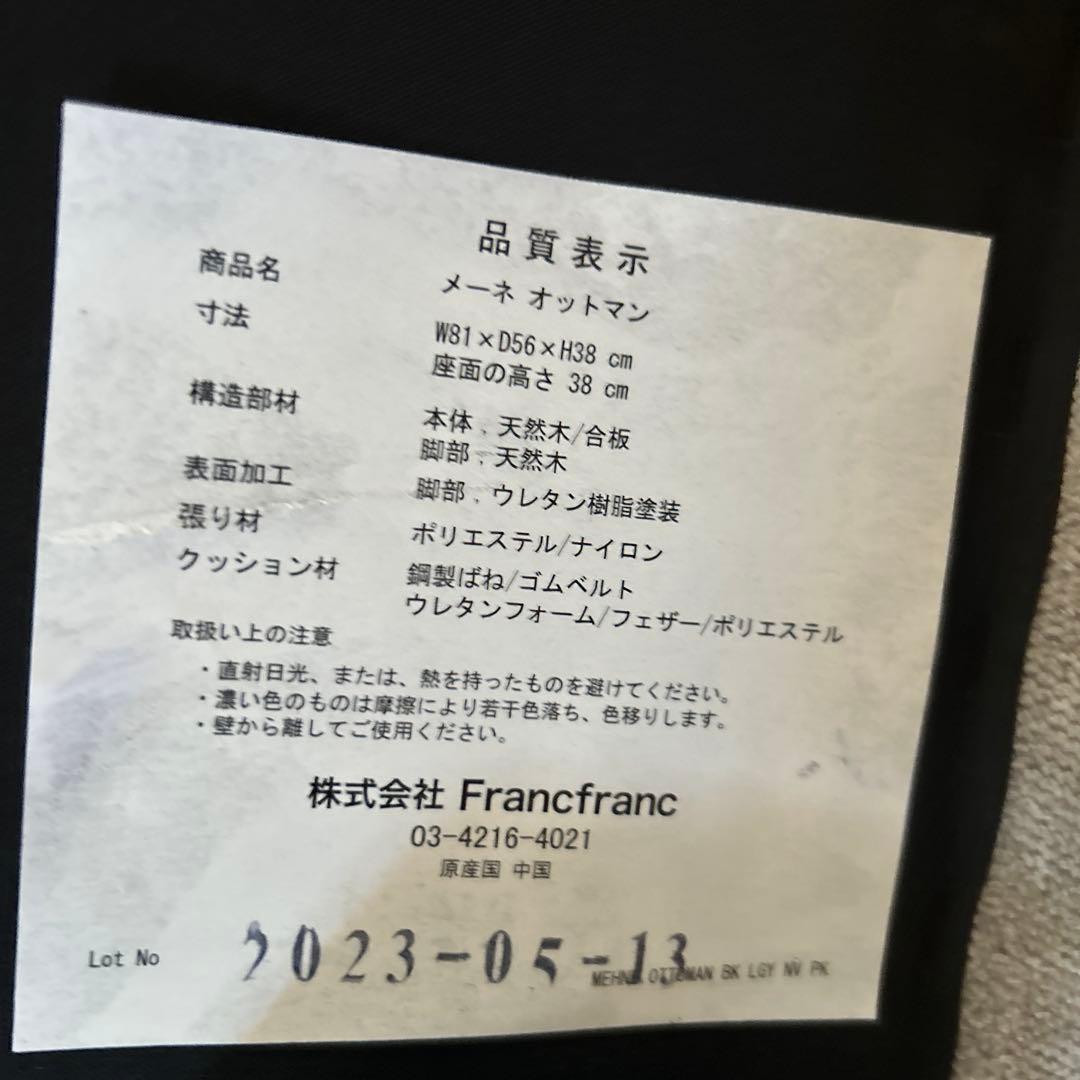 品質表示
商品名 メーネ オットマン
寸法 W81×D56×H38 cm
座面の高さ 38 cm
構造部材 本体：天然木/合板
脚部：天然木
表面加工 脚部：ウレタン樹脂塗装
張り材 ポリエステル/ナイロン
クッション材 鋼製ばね/ゴムベルト
ウレタンフォーム/フェザー/ポリエステル
取扱い上の注意
・直射日光、または、熱を持ったものを避けてください。
・濃い色のものは摩擦により若干色落ち、色移りします。
・壁から離してご使用ください。
株式会社 Francfranc
03-4216-4021
原産国 中国
Lot No 2023-05-13
MEHNE OTTOMAN BK LGY NV PK